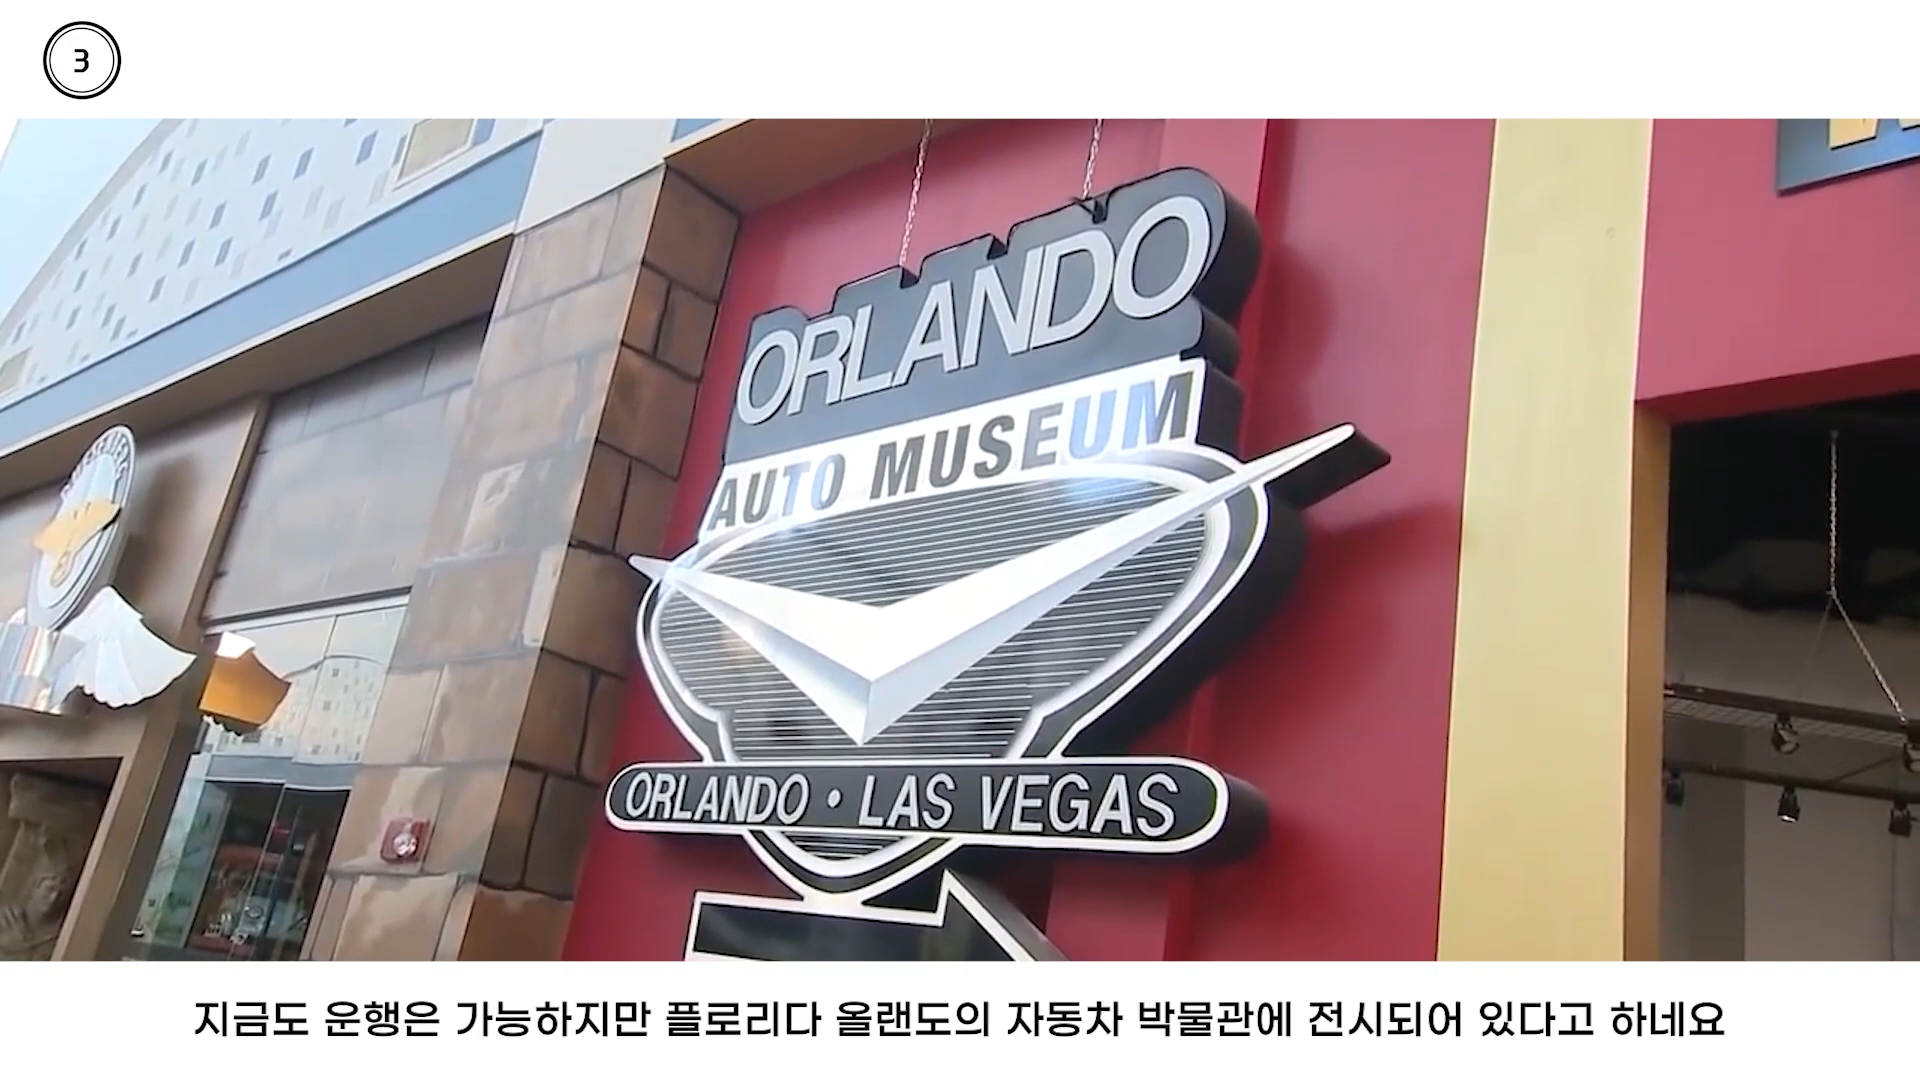 3
ORLANDO
AUTO MUSEUM
ORLANDO • LAS VEGAS
지금도 운행은 가능하지만 플로리다 올랜도의 자동차 박물관에 전시되어 있다고 하네요